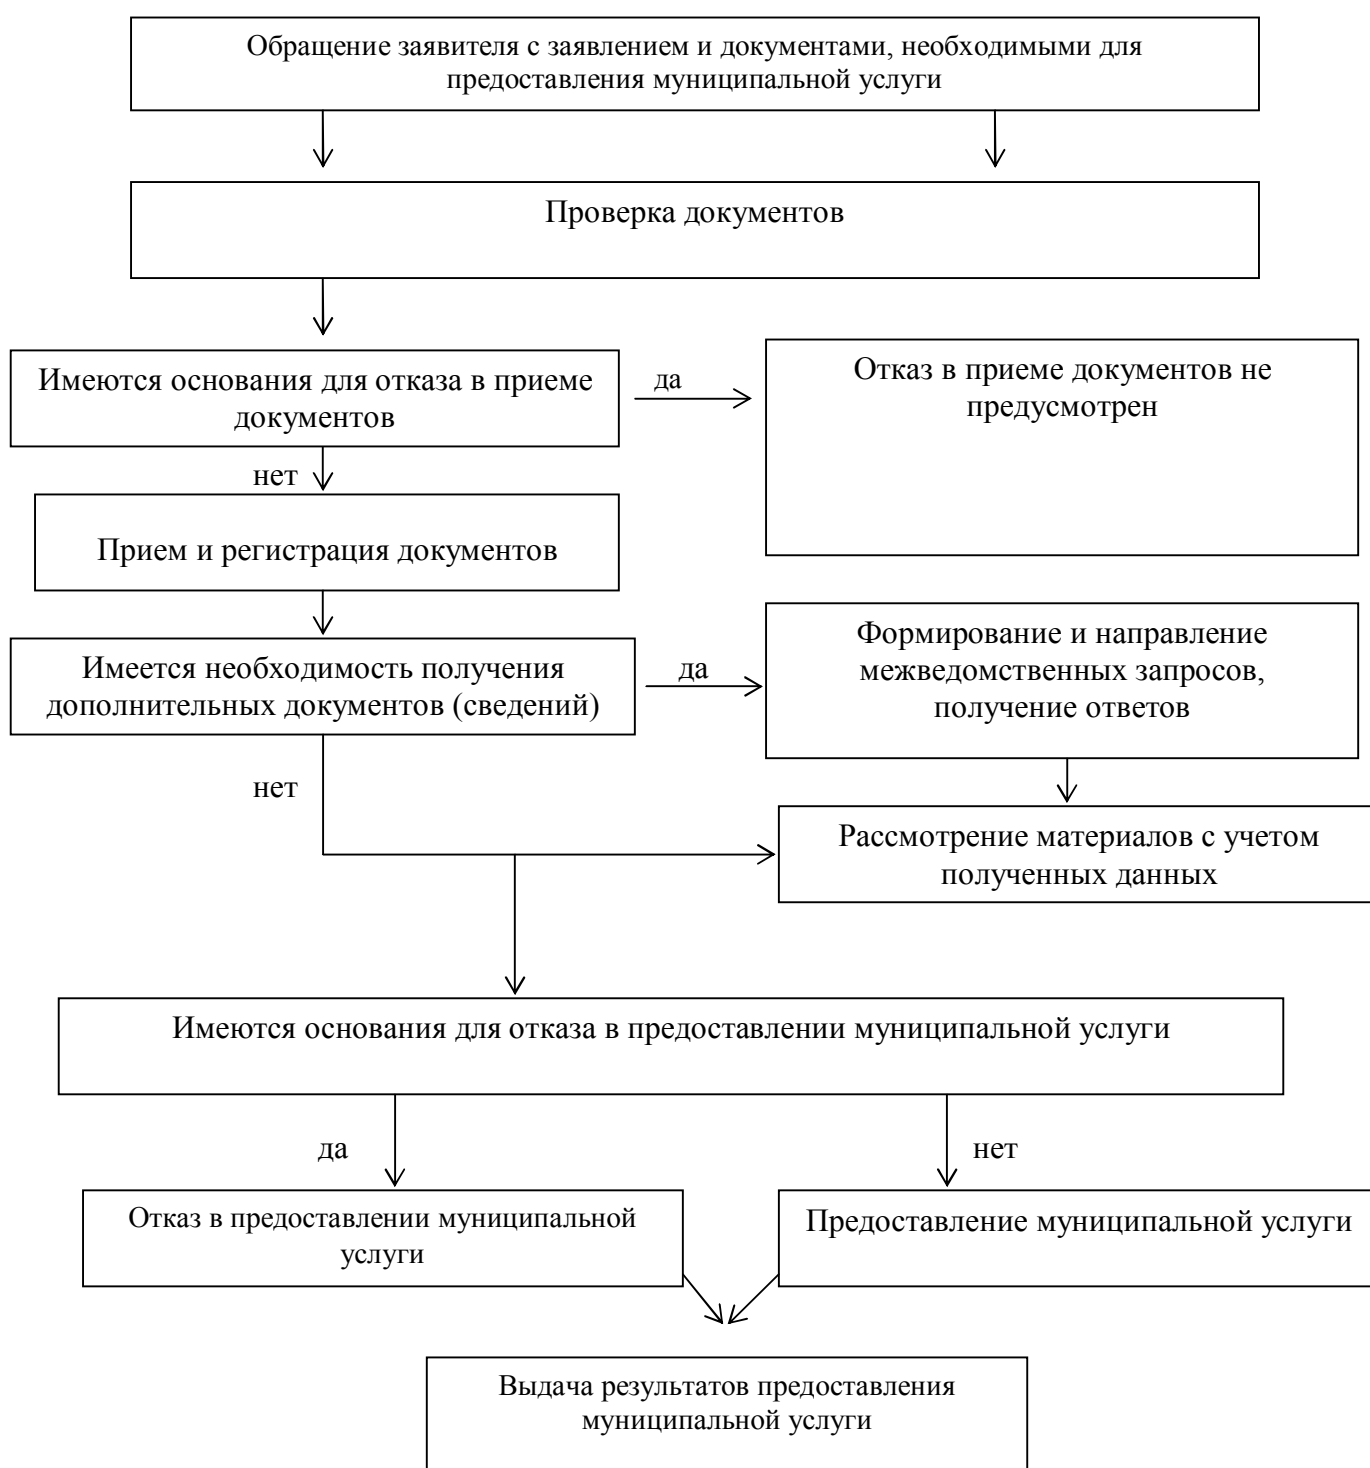 Обращение заявителя с заявлением и документами, необходимыми для
предоставления муниципальной услуги
Проверка документов
Имеются основания для отказа в приеме
документов
да
Отказ в приеме документов не
предусмотрен
нет
Прием и регистрация документов
Имеется необходимость получения
дополнительных документов (сведений)
да
Формирование и направление
межведомственных запросов,
получение ответов
нет
Рассмотрение материалов с учетом
полученных данных
Имеются основания для отказа в предоставлении муниципальной услуги
да
нет
Отказ в предоставлении муниципальной
услуги
Предоставление муниципальной услуги
Выдача результатов предоставления
муниципальной услуги